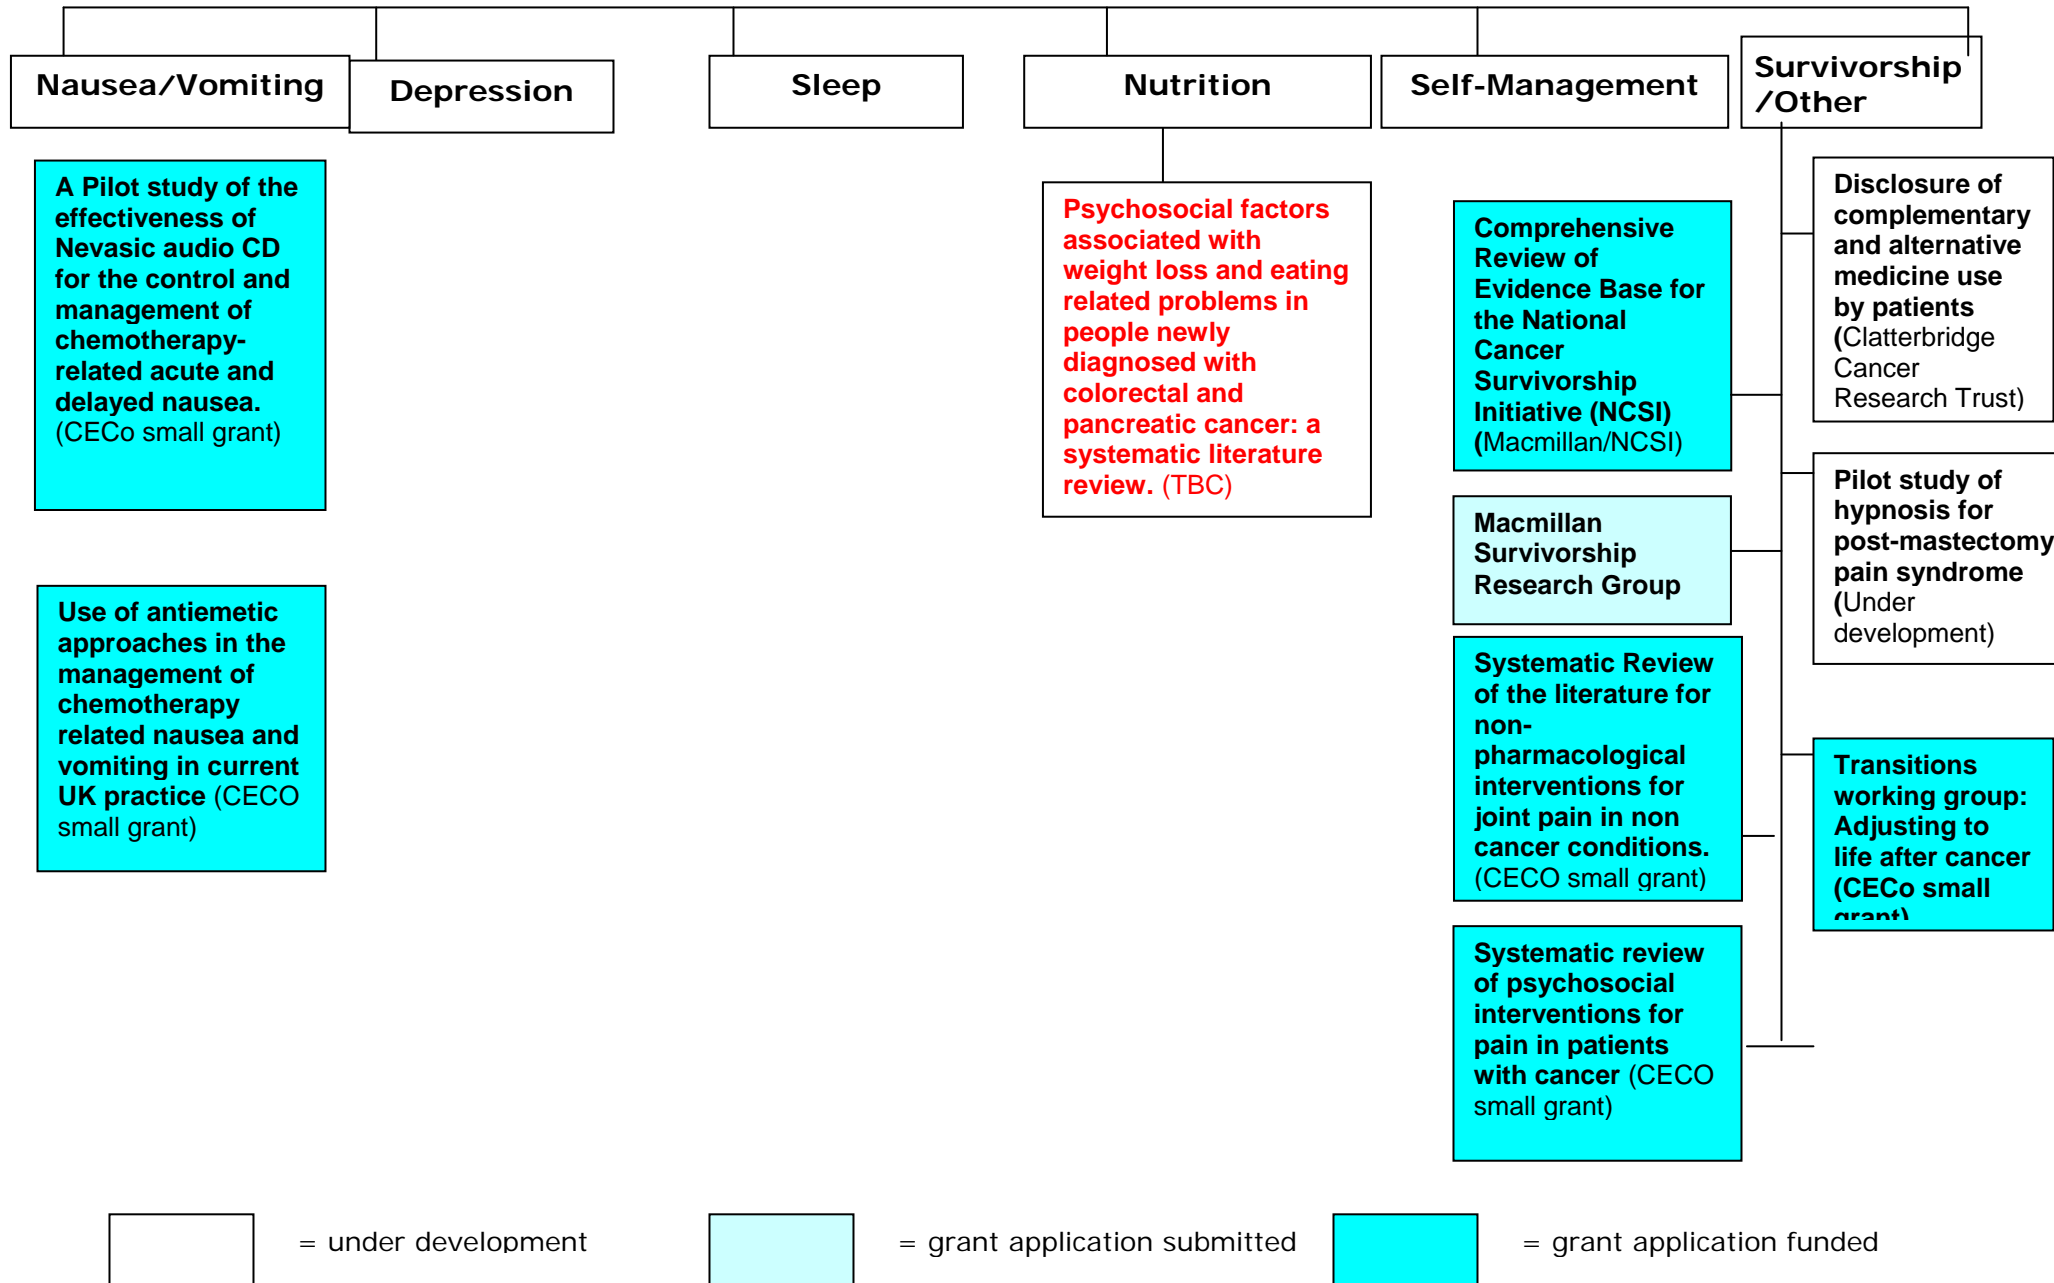 Nausea/Vomiting
Depression
Sleep
Nutrition
Self-Management
Survivorship
/Other
A Pilot study of the
effectiveness of
Nevasic audio CD
for the control and
management of
chemotherapy-
related acute and
delayed nausea.
(CECo small grant)
Use of antiemetic
approaches in the
management of
chemotherapy
related nausea and
vomiting in current
UK practice (CECO
small grant)
Psychosocial factors
associated with
weight loss and eating
related problems in
people newly
diagnosed with
colorectal and
pancreatic cancer: a
systematic literature
review. (TBC)
Comprehensive
Review of
Evidence Base for
the National
Cancer
Survivorship
Initiative (NCSI)
(Macmillan/NCSI)
Macmillan
Survivorship
Research Group
Systematic Review
of the literature for
non-
pharmacological
interventions for
joint pain in non
cancer conditions.
(CECO small grant)
Systematic review
of psychosocial
interventions for
pain in patients
with cancer (CECO
small grant)
Disclosure of
complementary
and alternative
medicine use
by patients
(Clatterbridge
Cancer
Research Trust)
Pilot study of
hypnosis for
post-mastectomy
pain syndrome
(Under
development)
Transitions
working group:
Adjusting to
life after cancer
(CECo small
grant)
= under development
= grant application submitted
= grant application funded